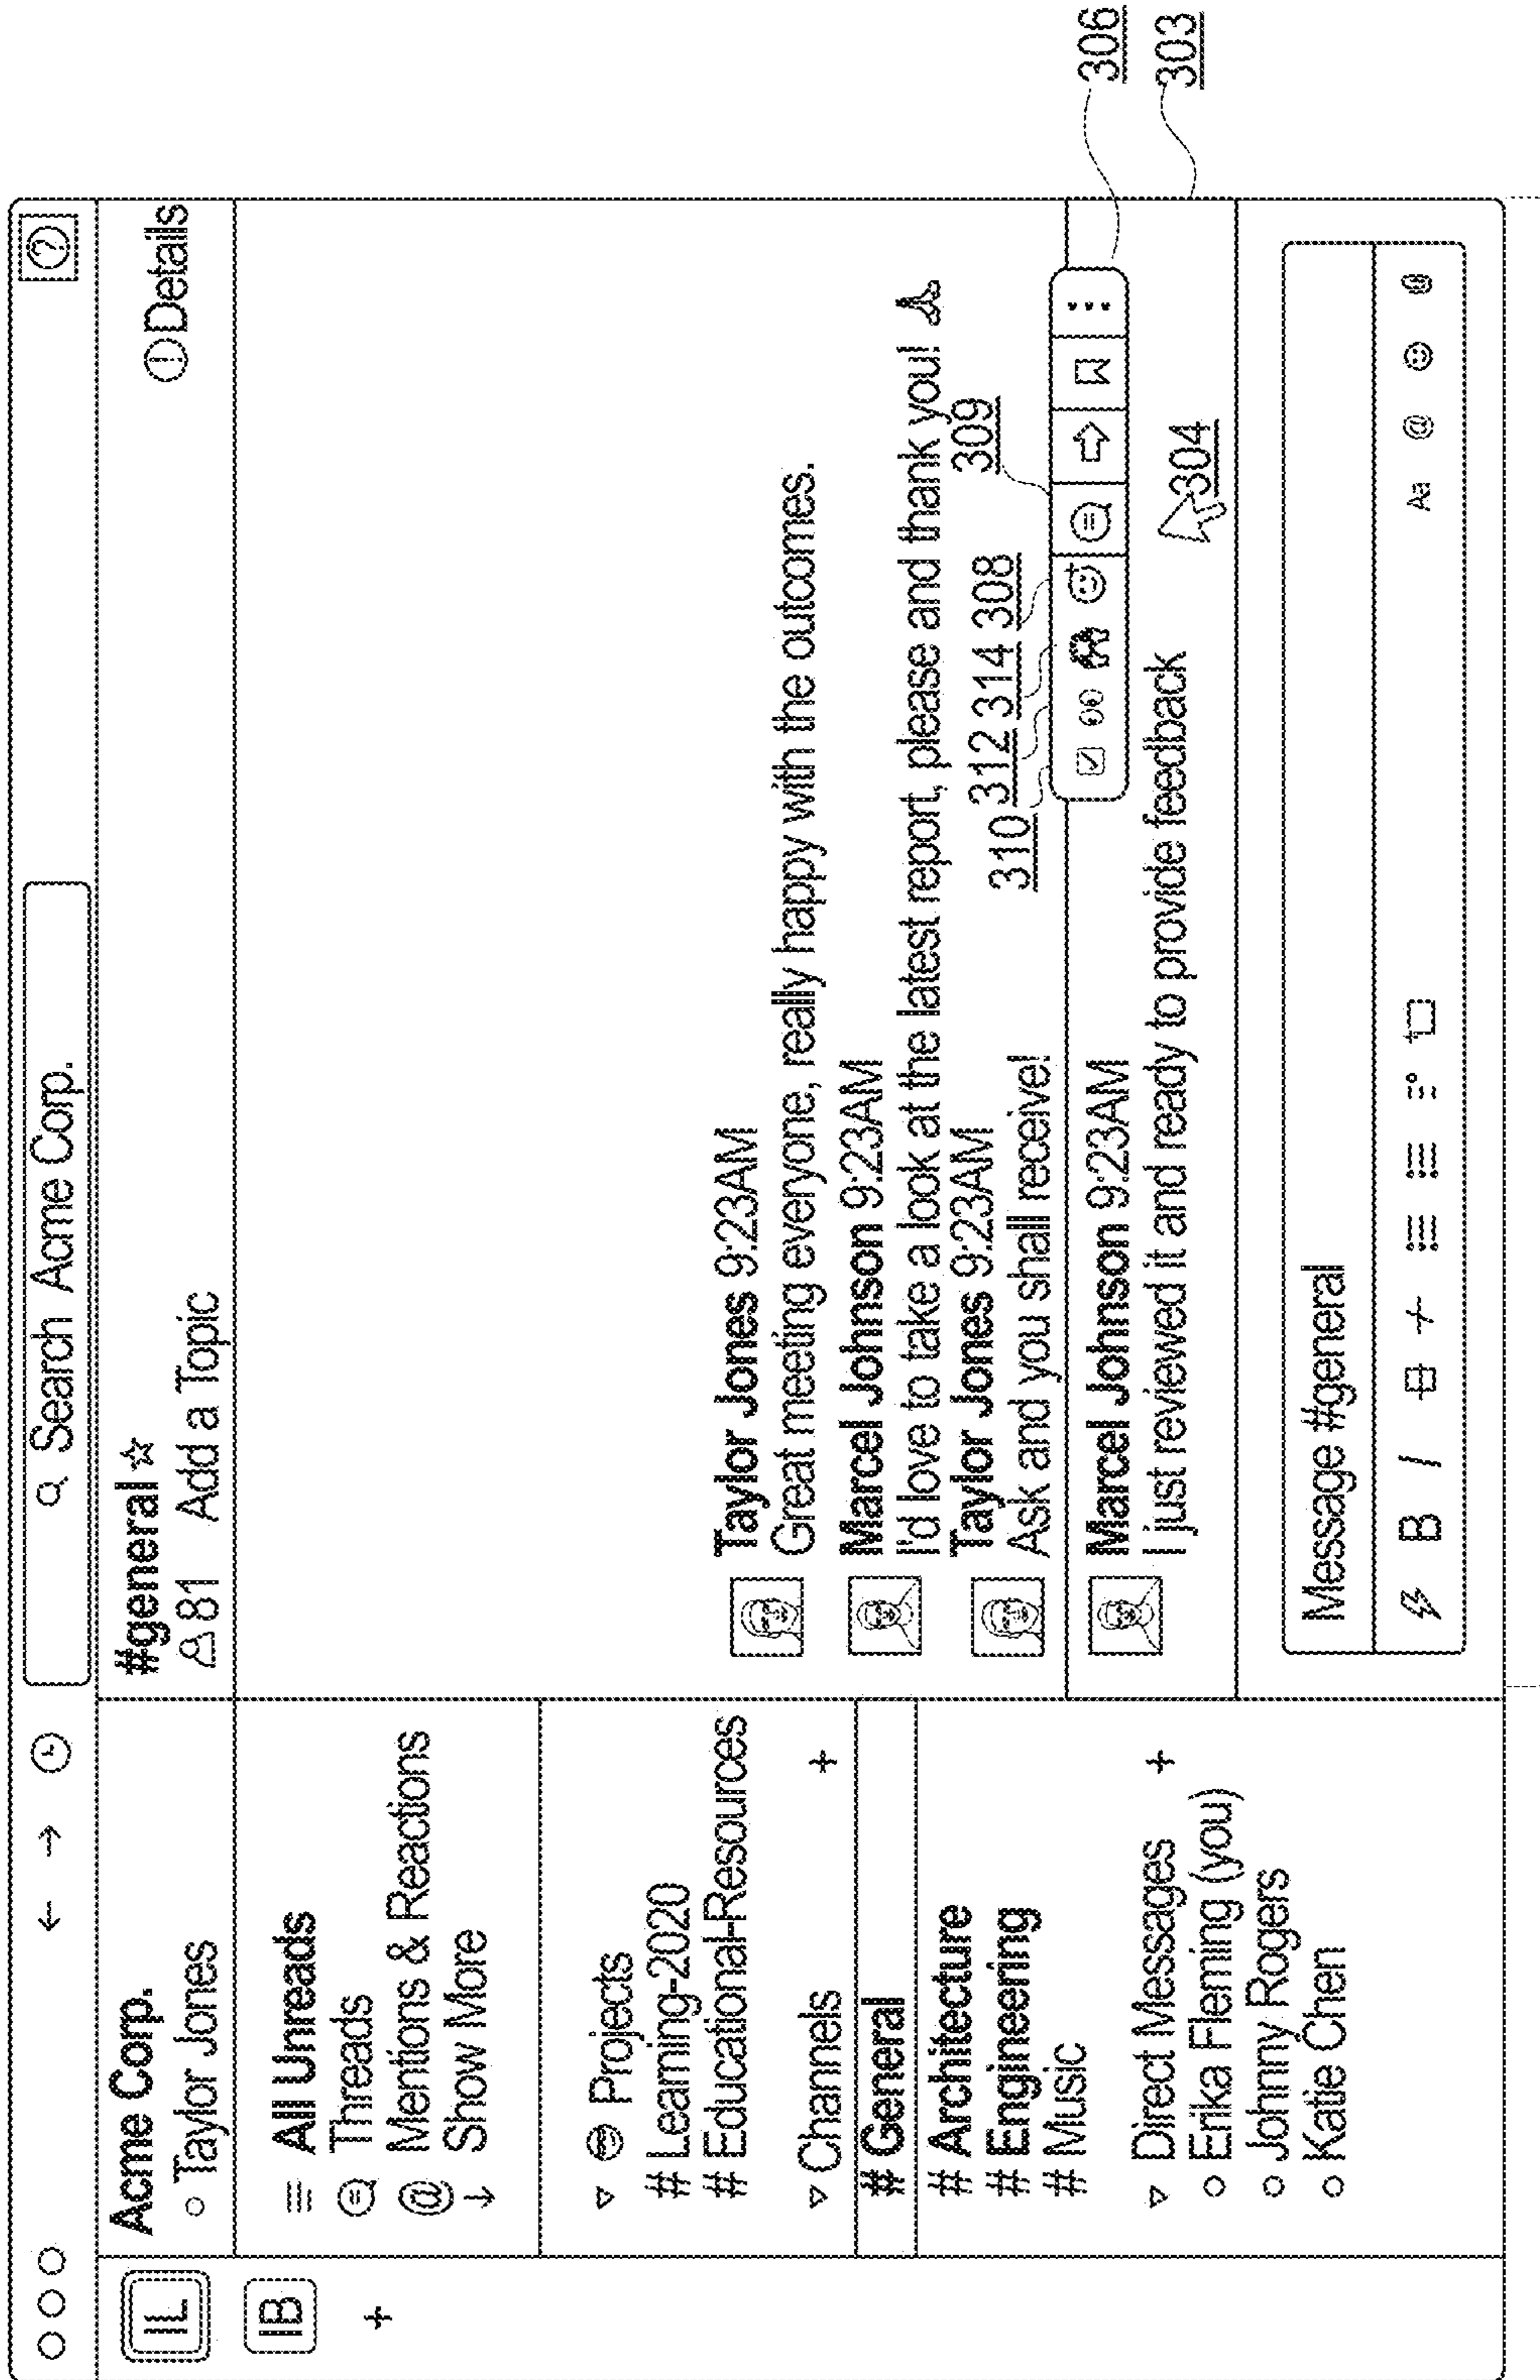 Search Acme Corp.
IL
IB
+
Acme Corp.
Taylor Jones
All Unreads
Threads
@ Mentions & Reactions
Show More
Projects
# Learning-2020
# Educational-Resources
Channels +
# General
# Architecture
# Engineering
# Music
Direct Messages +
Erika Fleming (you)
Johnny Rogers
Katie Chen
#general
81 Add a Topic
Details
Taylor Jones 9:23AM
Great meeting everyone, really happy with the outcomes.
Marcel Johnson 9:23AM
I'd love to take a look at the latest report, please and thank you!
Taylor Jones 9:23AM
Ask and you shall receive!
310 312 314 308 309
306
Marcel Johnson 9:23AM
I just reviewed it and ready to provide feedback
304
303
Message #general
B I
Aa @